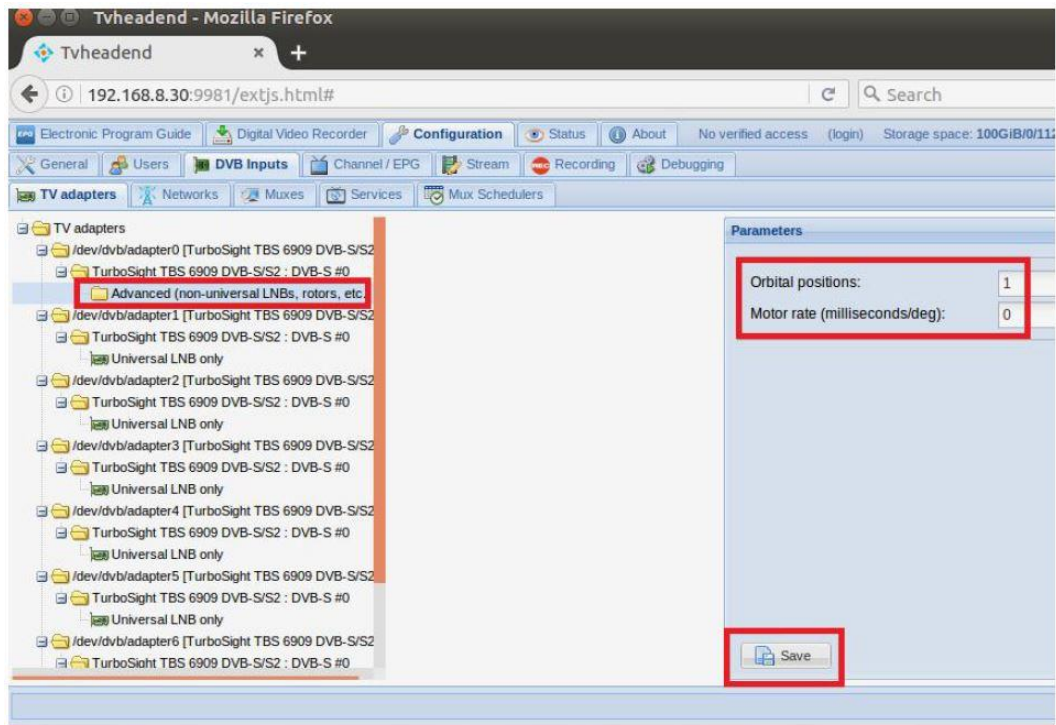 Tvheadend - Mozilla Firefox
Tvheadend
192.168.8.30:9981/extjs.html#
Search
EPG Electronic Program Guide Digital Video Recorder Configuration Status About No verified access (login) Storage space: 100GiB/0/112
General Users DVB Inputs Channel / EPG Stream REC Recording Debugging
TV adapters Networks Muxes Services Mux Schedulers
TV adapters
/dev/dvb/adapter0 [TurboSight TBS 6909 DVB-S/S2
TurboSight TBS 6909 DVB-S/S2 : DVB-S #0
Advanced (non-universal LNBs, rotors, etc.
/dev/dvb/adapter1 [TurboSight TBS 6909 DVB-S/S2
TurboSight TBS 6909 DVB-S/S2 : DVB-S #0
Universal LNB only
/dev/dvb/adapter2 [TurboSight TBS 6909 DVB-S/S2
TurboSight TBS 6909 DVB-S/S2 : DVB-S #0
Universal LNB only
/dev/dvb/adapter3 [TurboSight TBS 6909 DVB-S/S2
TurboSight TBS 6909 DVB-S/S2 : DVB-S #0
Universal LNB only
/dev/dvb/adapter4 [TurboSight TBS 6909 DVB-S/S2
TurboSight TBS 6909 DVB-S/S2 : DVB-S #0
Universal LNB only
/dev/dvb/adapter5 [TurboSight TBS 6909 DVB-S/S2
TurboSight TBS 6909 DVB-S/S2 : DVB-S #0
Universal LNB only
/dev/dvb/adapter6 [TurboSight TBS 6909 DVB-S/S2
TurboSight TBS 6909 DVB-S/S2 : DVB-S #0
Parameters
Orbital positions: 1
Motor rate (milliseconds/deg): 0
Save